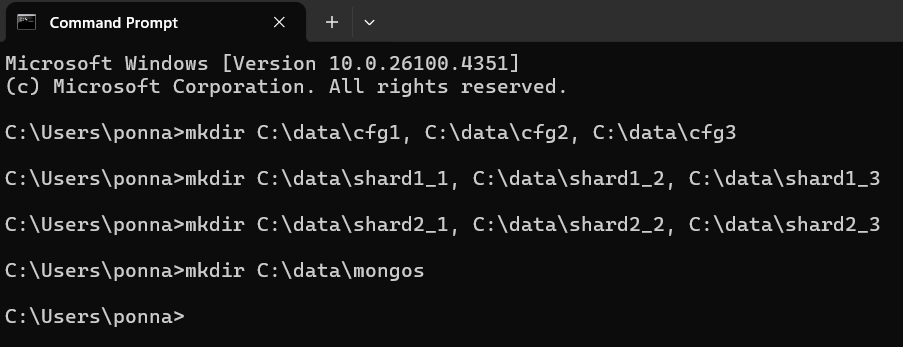 Command Prompt
Microsoft Windows [Version 10.0.26100.4351]
(c) Microsoft Corporation. All rights reserved.
C:\Users\ponna>mkdir C:\data\cfg1, C:\data\cfg2, C:\data\cfg3
C:\Users\ponna>mkdir C:\data\shard1_1, C:\data\shard1_2, C:\data\shard1_3
C:\Users\ponna>mkdir C:\data\shard2_1, C:\data\shard2_2, C:\data\shard2_3
C:\Users\ponna>mkdir C:\data\mongos
C:\Users\ponna>